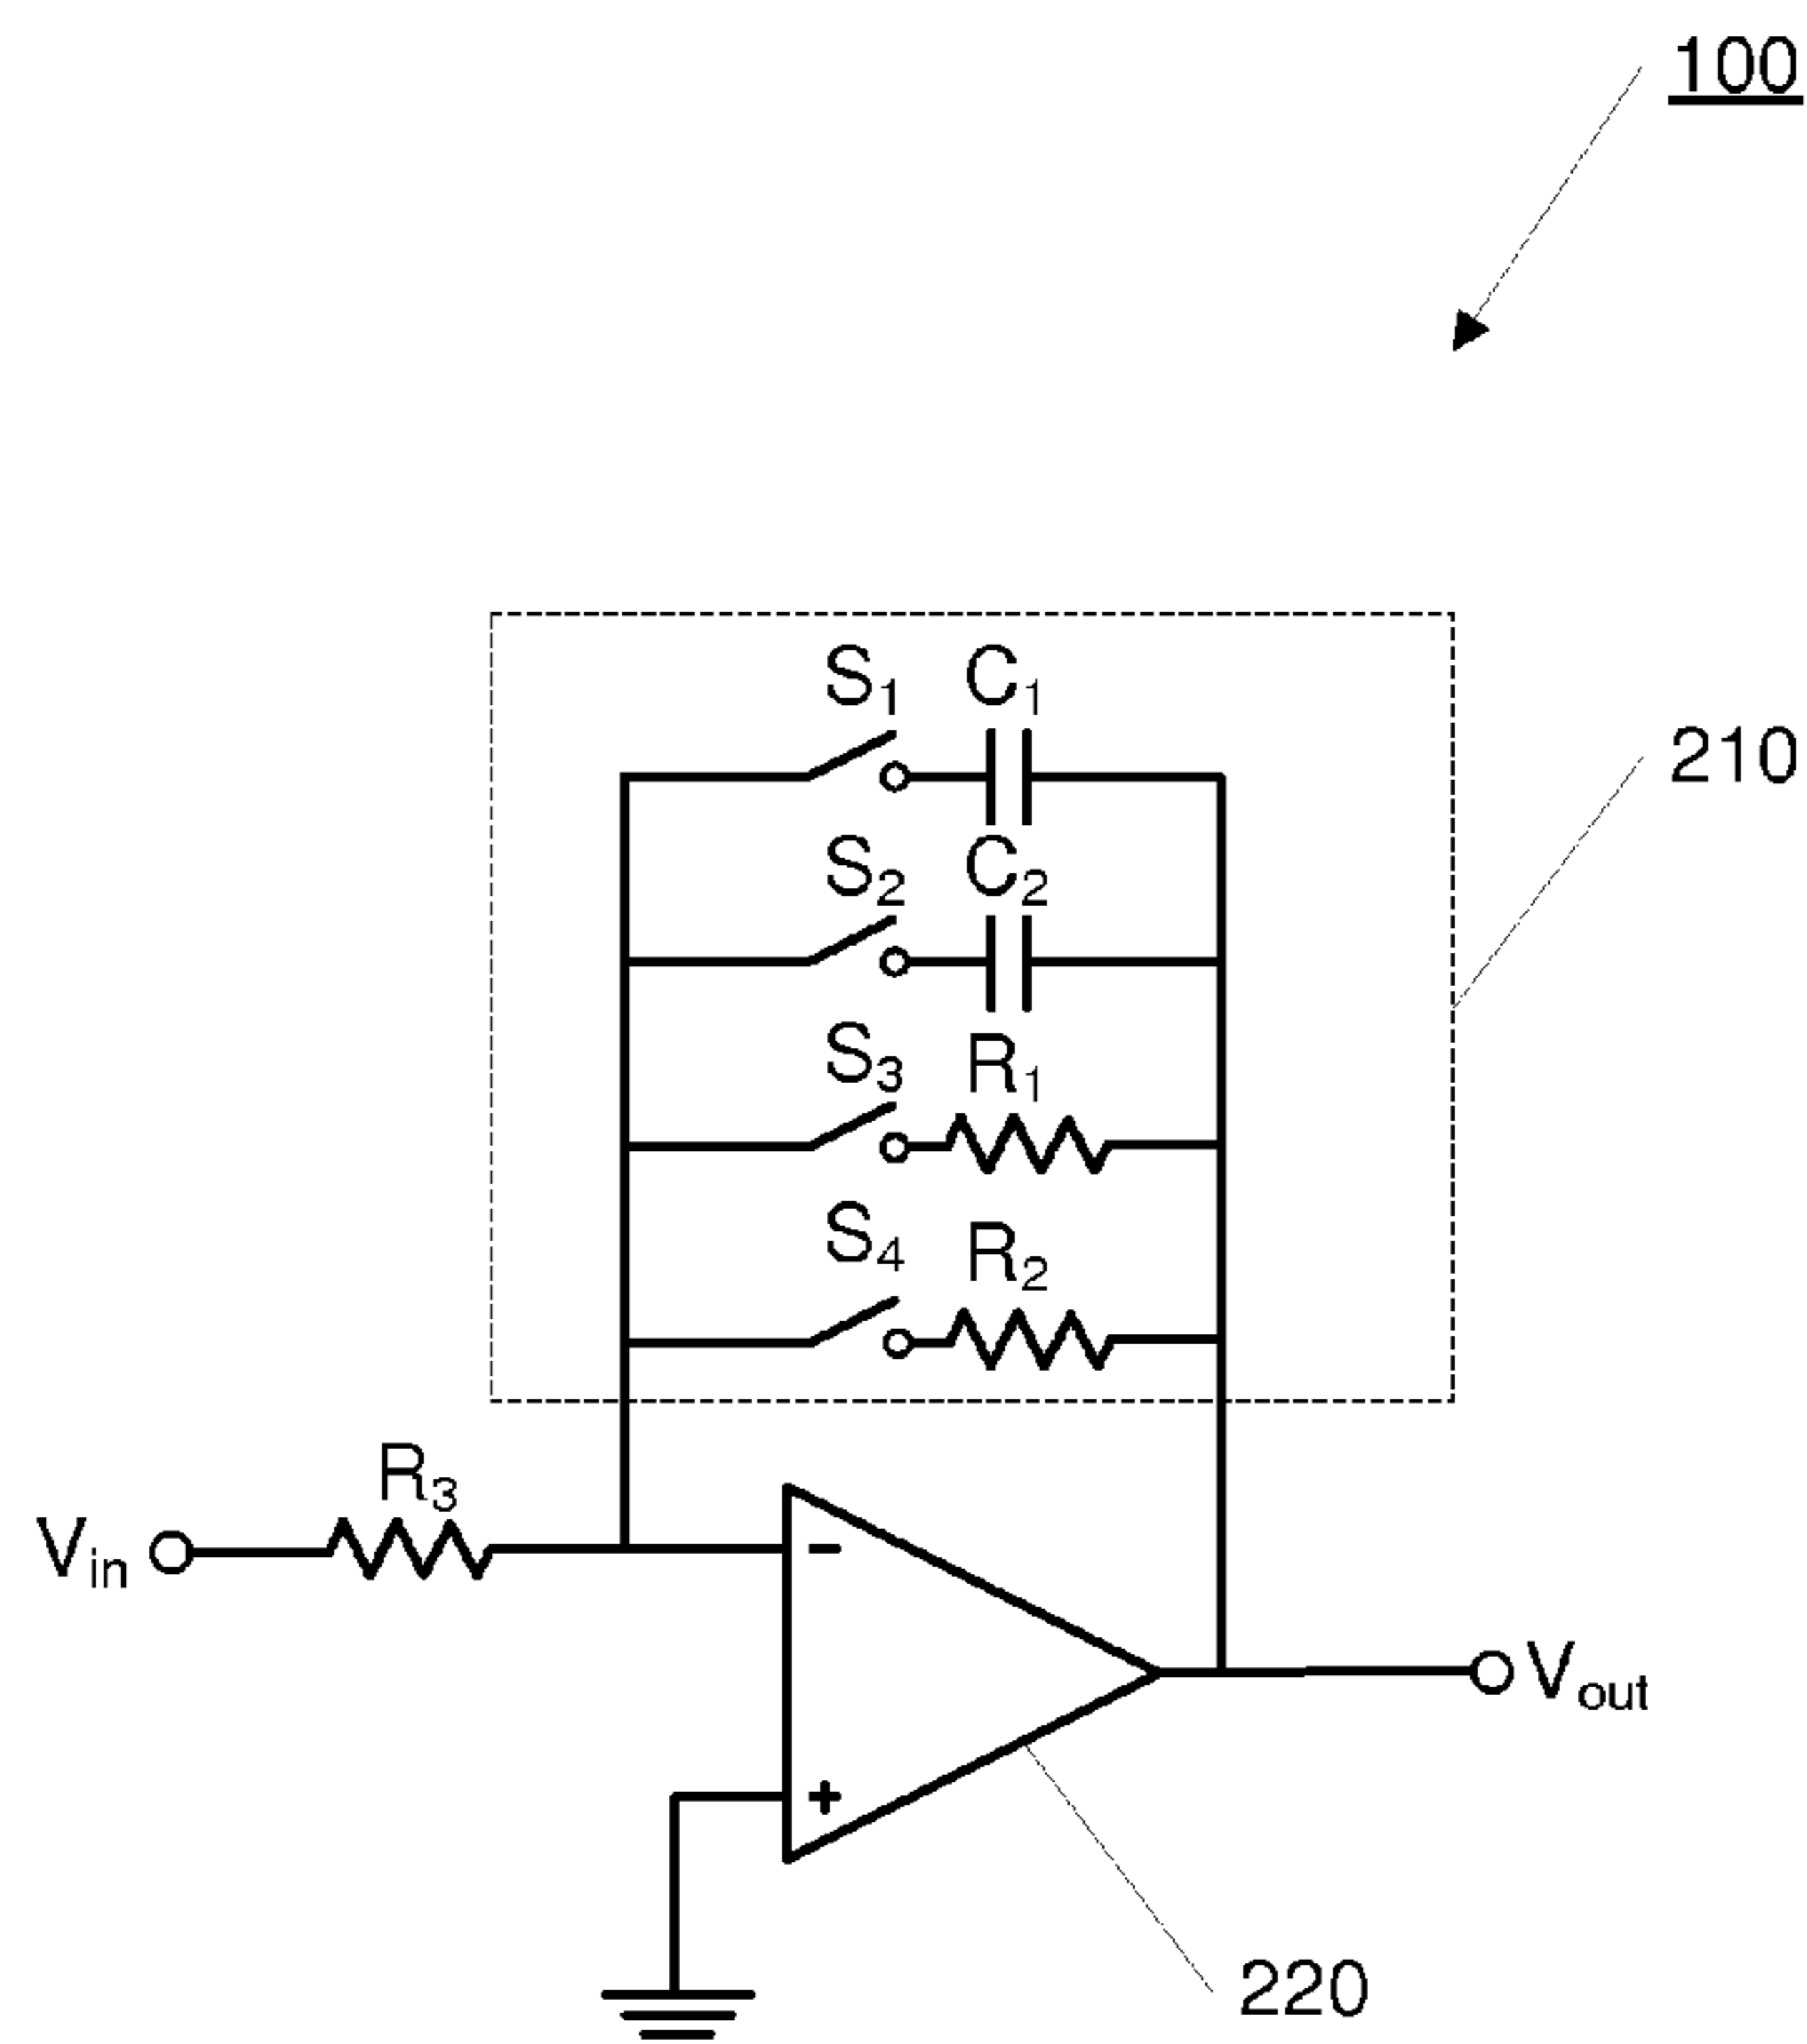 100
S₁ C₁
210
S₂ C₂
S₃ R₁
S₄ R₂
R₃
Vin
-
Vout
+
220